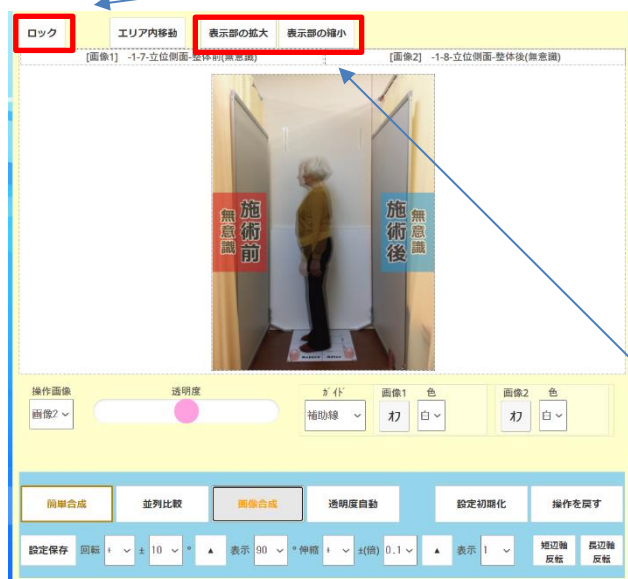 ロック エリア内移動 表示部の拡大 表示部の縮小
[画像1] -1-7-立位側面-整体前(無意識) [画像2] -1-8-立位側面-整体後(無意識)
無意識 施術前 施術後 無意識
Before After
操作画像 透明度 ガイド 画像1 色 画像2 色
画像2 補助線 オフ 白 オフ 白
簡単合成 並列比較 画像合成 透明度自動 設定初期化 操作を戻す
設定保存 回転 + ± 10 ° ▲ 表示 90 ° 伸縮 + ±(倍) 0.1 ▲ 表示 1 短辺軸反転 長辺軸反転